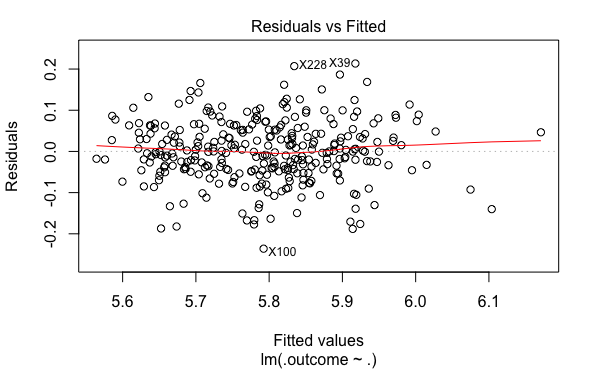 Residuals vs Fitted
Residuals
0.2
0.1
0.0
-0.1
-0.2
X228
X39
X100
5.6 5.7 5.8 5.9 6.0 6.1
Fitted values
lm(.outcome ~ .)